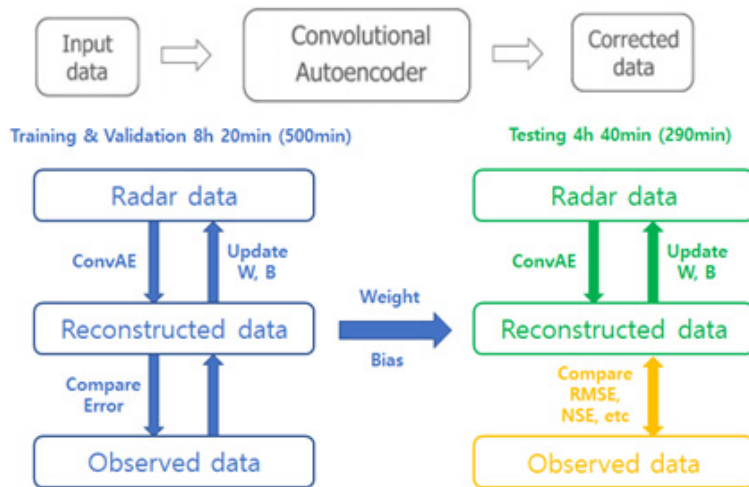 Input
data
Convolutional
Autoencoder
Corrected
data
Training & Validation 8h 20min (500min)
Testing 4h 40min (290min)
Radar data
ConvAE
Update
W, B
Reconstructed data
Compare
Error
Observed data
Weight
Bias
Radar data
ConvAE
Update
W, B
Reconstructed data
Compare
RMSE,
NSE, etc
Observed data